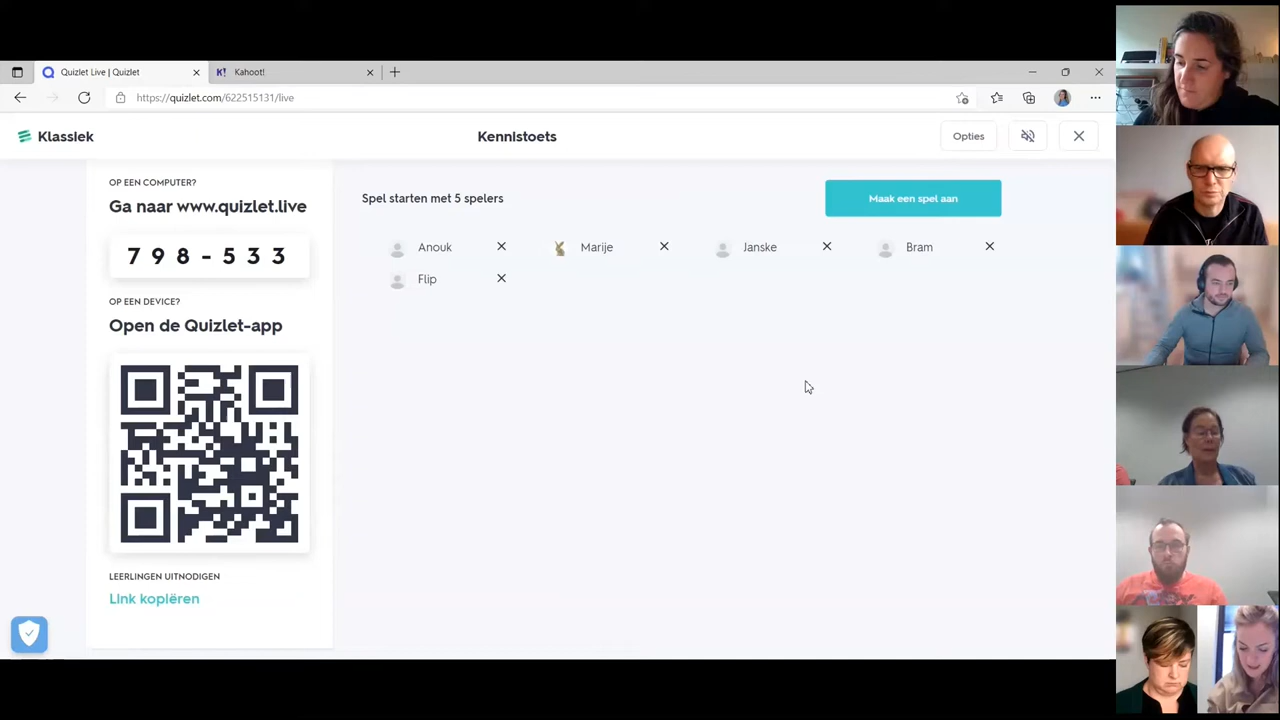 Quizlet Live | Quizlet
Kahoot!
https://quizlet.com/622515131/live
Klassiek
Kennistoets
Opties
OP EEN COMPUTER?
Ga naar www.quizlet.live
798-533
OP EEN DEVICE?
Open de Quizlet-app
LEERLINGEN UITNODIGEN
Link kopiëren
Spel starten met 5 spelers
Maak een spel aan
Anouk
Marije
Janske
Bram
Flip